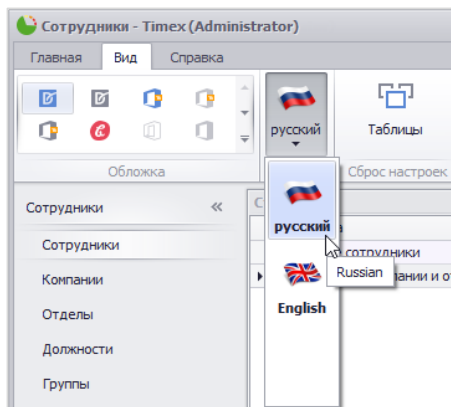 Сотрудники - Timex (Administrator)
Главная Вид Справка
русский
Таблицы
Обложка
Сброс настроек
Сотрудники
русский
Сотрудники
сотрудники
Russian
Компании
English
Отделы
Должности
Группы